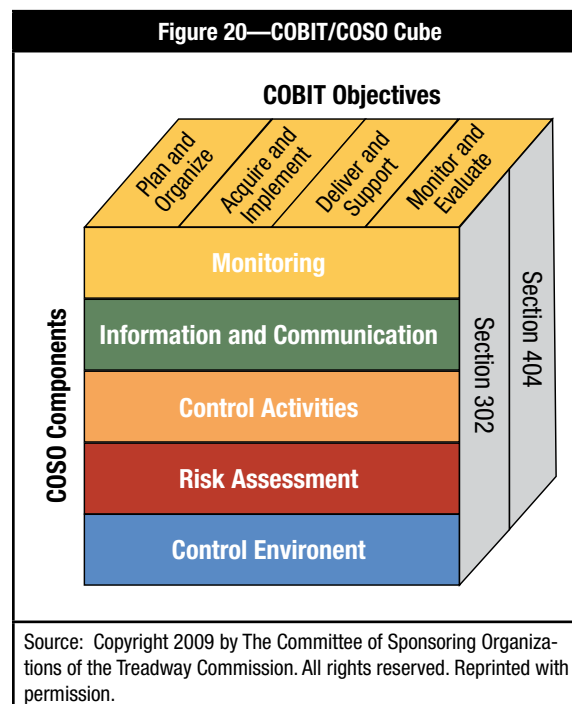 Figure 20—COBIT/COSO Cube
COBIT Objectives
Plan and
Organize
Acquire and
Implement
Deliver and
Support
Monitor and
Evaluate
COSO Components
Monitoring
Information and Communication
Control Activities
Risk Assessment
Control Environent
Section 302
Section 404
Source: Copyright 2009 by The Committee of Sponsoring Organiza-
tions of the Treadway Commission. All rights reserved. Reprinted with
permission.